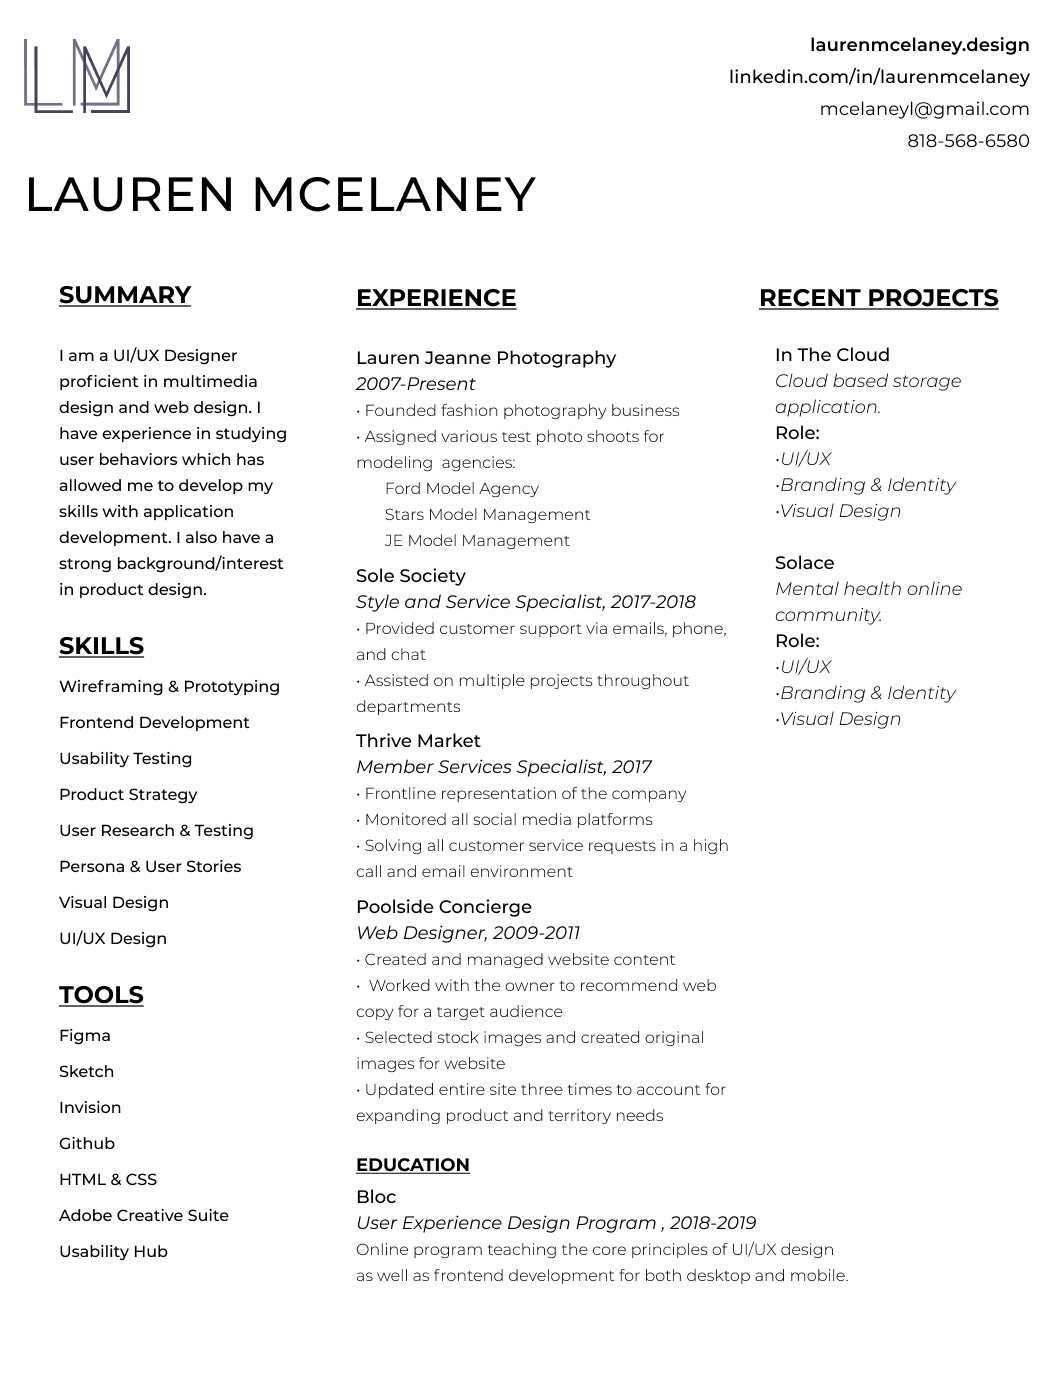 LM
laurenmcelaney.design
linkedin.com/in/laurenmcelaney
mcelaneyl@gmail.com
818-568-6580
LAUREN MCELANEY
SUMMARY
I am a UI/UX Designer
proficient in multimedia
design and web design. I
have experience in studying
user behaviors which has
allowed me to develop my
skills with application
development. I also have a
strong background/interest
in product design.
SKILLS
Wireframing & Prototyping
Frontend Development
Usability Testing
Product Strategy
User Research & Testing
Persona & User Stories
Visual Design
UI/UX Design
TOOLS
Figma
Sketch
Invision
Github
HTML & CSS
Adobe Creative Suite
Usability Hub
EXPERIENCE
Lauren Jeanne Photography
2007-Present
• Founded fashion photography business
• Assigned various test photo shoots for
modeling  agencies:
Ford Model Agency
Stars Model Management
JE Model Management
Sole Society
Style and Service Specialist, 2017-2018
• Provided customer support via emails, phone,
and chat
• Assisted on multiple projects throughout
departments
Thrive Market
Member Services Specialist, 2017
• Frontline representation of the company
• Monitored all social media platforms
• Solving all customer service requests in a high
call and email environment
Poolside Concierge
Web Designer, 2009-2011
• Created and managed website content
•  Worked with the owner to recommend web
copy for a target audience
• Selected stock images and created original
images for website
• Updated entire site three times to account for
expanding product and territory needs
EDUCATION
Bloc
User Experience Design Program , 2018-2019
Online program teaching the core principles of UI/UX design
as well as frontend development for both desktop and mobile.
RECENT PROJECTS
In The Cloud
Cloud based storage
application.
Role:
•UI/UX
•Branding & Identity
•Visual Design
Solace
Mental health online
community.
Role:
•UI/UX
•Branding & Identity
•Visual Design